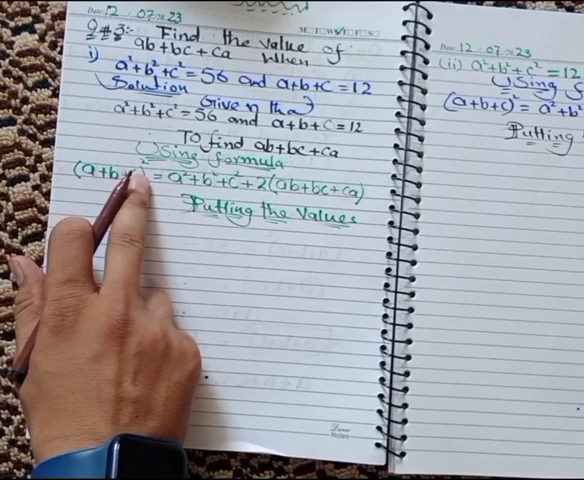 Date: 12 / 07 / 20 23
M O T O W T O F O S
Q#3:- Find the value of
ab+bc+ca when
i) a²+b²+c²=56 and a+b+c=12
Solution Given that
a²+b²+c²=56 and a+b+c=12
To find ab+bc+ca
Using formula
(a+b+ )² = a²+b²+c²+2(ab+bc+ca)
Putting the values
Notes
Date: 12 / 07 / 20 23
(ii) a²+b²+c² = 12
Using f
(a+b+c)² = a²+b²
Putting